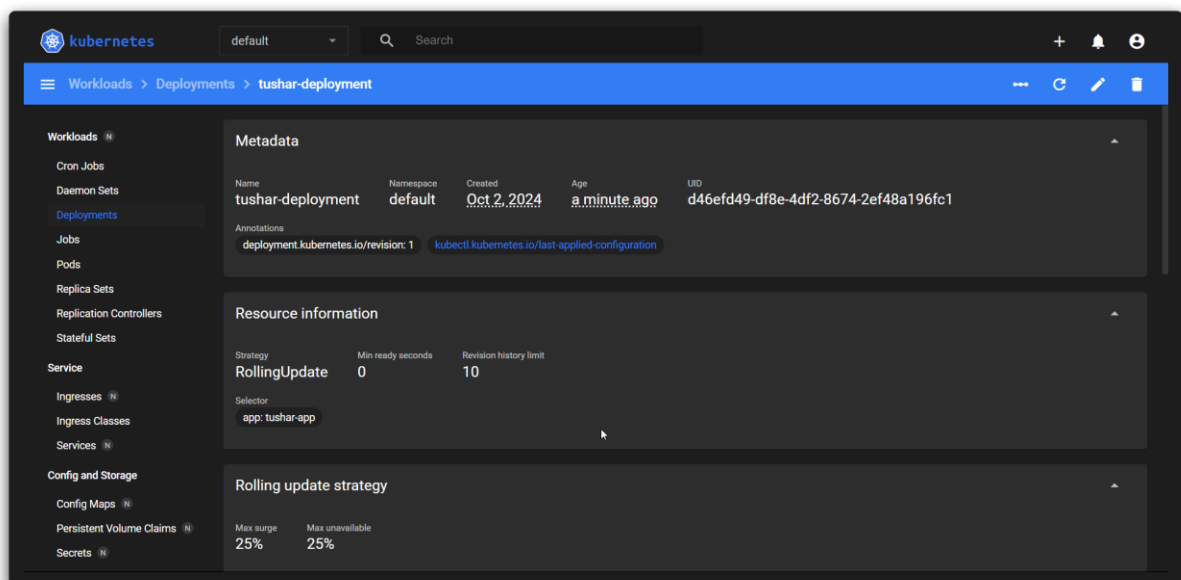 kubernetes
default
Search
Workloads > Deployments > tushar-deployment
Workloads N
Cron Jobs
Daemon Sets
Deployments
Jobs
Pods
Replica Sets
Replication Controllers
Stateful Sets
Service
Ingresses N
Ingress Classes
Services N
Config and Storage
Config Maps N
Persistent Volume Claims N
Secrets N
Metadata
Name Namespace Created Age UID
tushar-deployment default Oct 2, 2024 a minute ago d46efd49-df8e-4df2-8674-2ef48a196fc1
Annotations
deployment.kubernetes.io/revision: 1 kubectl.kubernetes.io/last-applied-configuration
Resource information
Strategy Min ready seconds Revision history limit
RollingUpdate 0 10
Selector
app: tushar-app
Rolling update strategy
Max surge Max unavailable
25% 25%